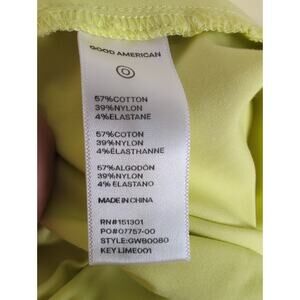 GOOD AMERICAN
0
57%COTTON
39%NYLON
4%ELASTANE
57%COTON
39%NYLON
4%ÉLASTHANNE
57%ALGODÓN
39%NYLON
4% ELASTANO
MADE IN CHINA
RN#151301
PO#07757-00
STYLE:GWB0080
KEY LIME001